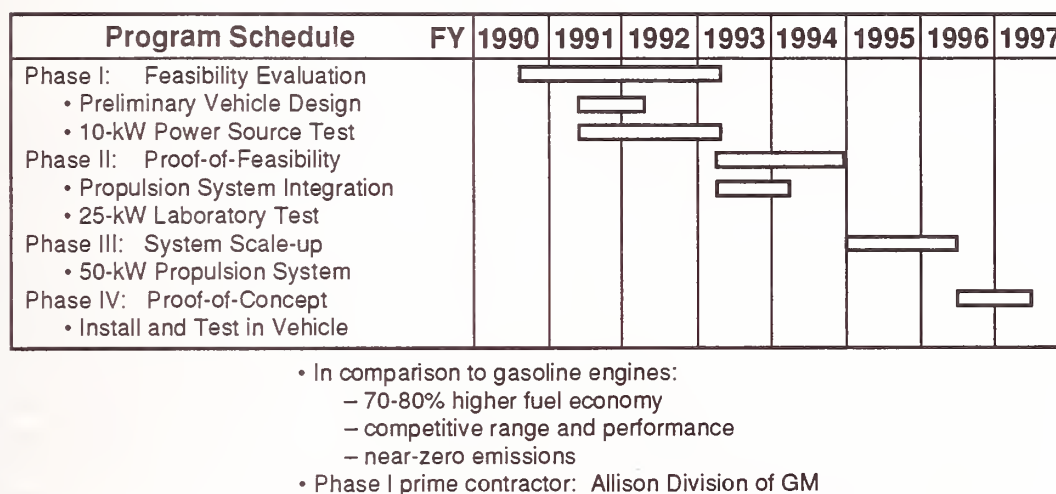 Program Schedule FY 1990 1991 1992 1993 1994 1995 1996 1997
Phase I: Feasibility Evaluation
• Preliminary Vehicle Design
• 10-kW Power Source Test
Phase II: Proof-of-Feasibility
• Propulsion System Integration
• 25-kW Laboratory Test
Phase III: System Scale-up
• 50-kW Propulsion System
Phase IV: Proof-of-Concept
• Install and Test in Vehicle
• In comparison to gasoline engines:
– 70-80% higher fuel economy
– competitive range and performance
– near-zero emissions
• Phase I prime contractor: Allison Division of GM